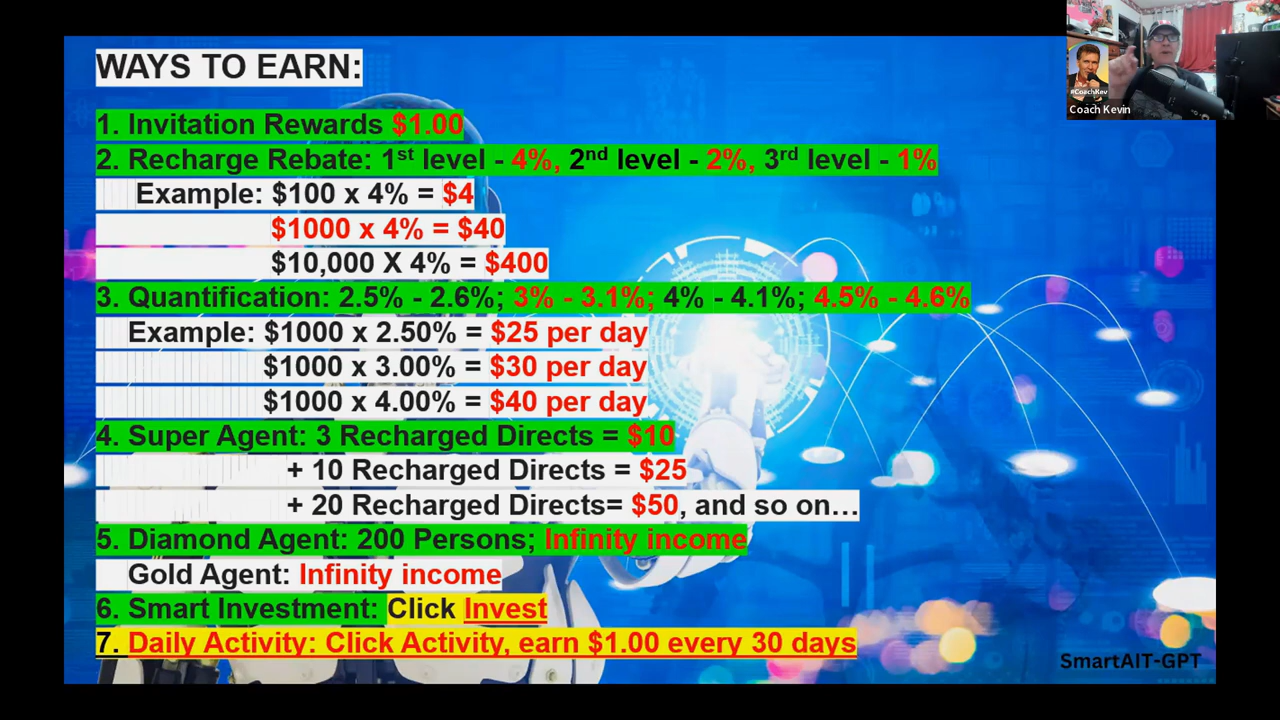 WAYS TO EARN:
1. Invitation Rewards $1.00
2. Recharge Rebate: 1st level - 4%, 2nd level - 2%, 3rd level - 1%
Example: $100 x 4% = $4
$1000 x 4% = $40
$10,000 X 4% = $400
3. Quantification: 2.5% - 2.6%; 3% - 3.1%; 4% - 4.1%; 4.5% - 4.6%
Example: $1000 x 2.50% = $25 per day
$1000 x 3.00% = $30 per day
$1000 x 4.00% = $40 per day
4. Super Agent: 3 Recharged Directs = $10
+ 10 Recharged Directs = $25
+ 20 Recharged Directs= $50, and so on…
5. Diamond Agent: 200 Persons; Infinity income
Gold Agent: Infinity income
6. Smart Investment: Click Invest
7. Daily Activity: Click Activity, earn $1.00 every 30 days
SmartAIT-GPT
#CoachKev
Coach Kevin